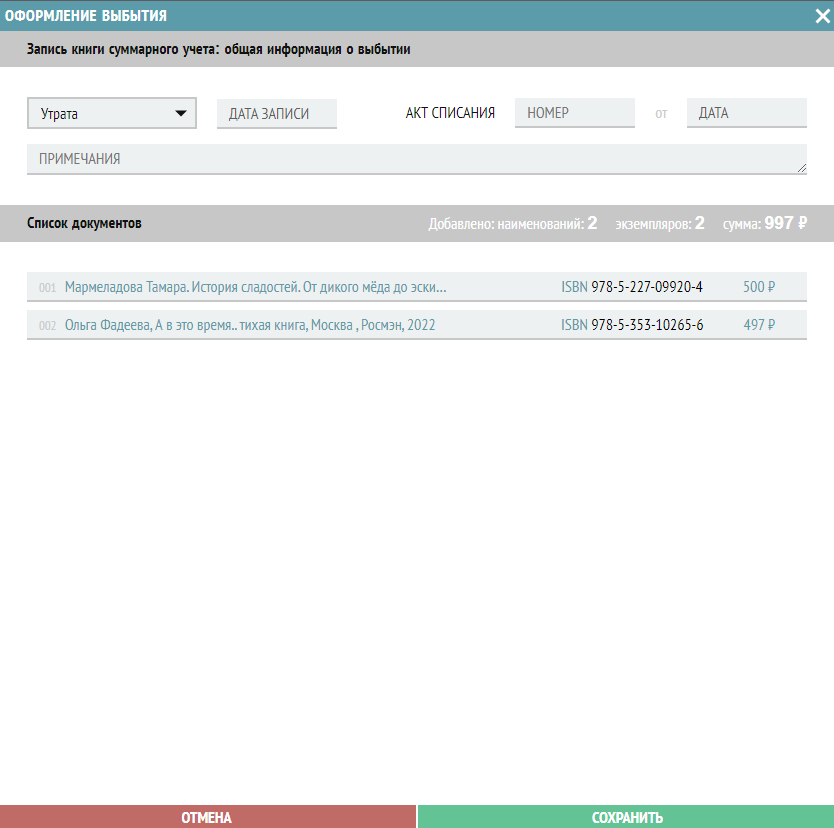 ОФОРМЛЕНИЕ ВЫБЫТИЯ
Запись книги суммарного учета: общая информация о выбытии
Утрата ДАТА ЗАПИСИ АКТ СПИСАНИЯ НОМЕР от ДАТА
ПРИМЕЧАНИЯ
Список документов Добавлено: наименований: 2 экземпляров: 2 сумма: 997 ₽
001 Мармеладова Тамара. История сладостей. От дикого мёда до эски... ISBN 978-5-227-09920-4 500 ₽
002 Ольга Фадеева, А в это время.. тихая книга, Москва , Росмэн, 2022 ISBN 978-5-353-10265-6 497 ₽
ОТМЕНА СОХРАНИТЬ